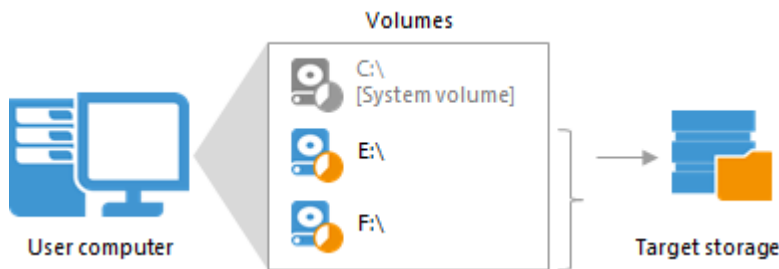 Volumes
C:\
[System volume]
E:\
F:\
User computer
Target storage